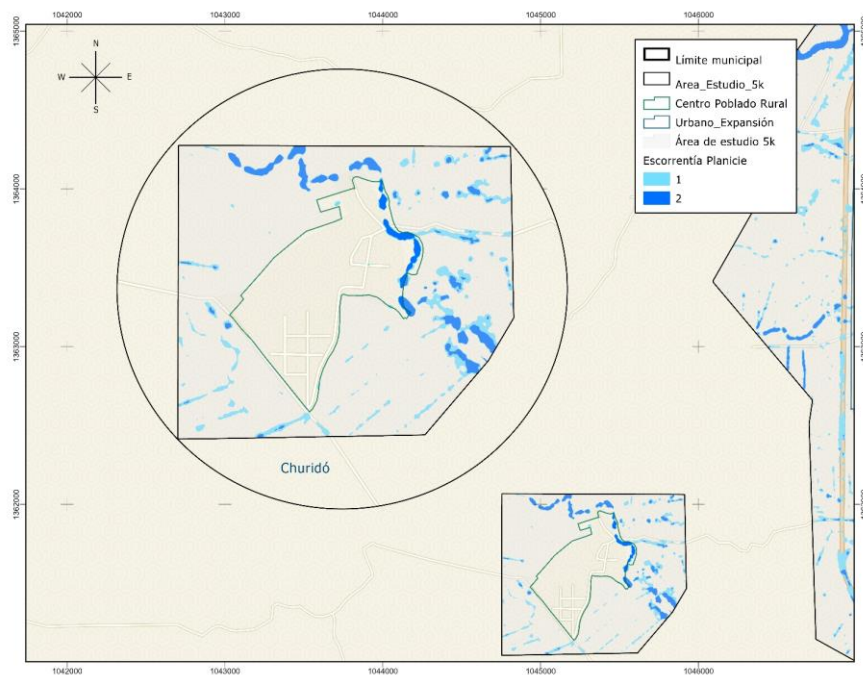 1042000 1043000 1044000 1045000 1046000
1365000
N
W E
S
Límite municipal
Area_Estudio_5k
Centro Poblado Rural
Urbano_Expansión
Área de estudio 5k
Escorrentía Planicie
1
2
1364000
1363000
Churidó
1362000
1042000 1043000 1044000 1045000 1046000